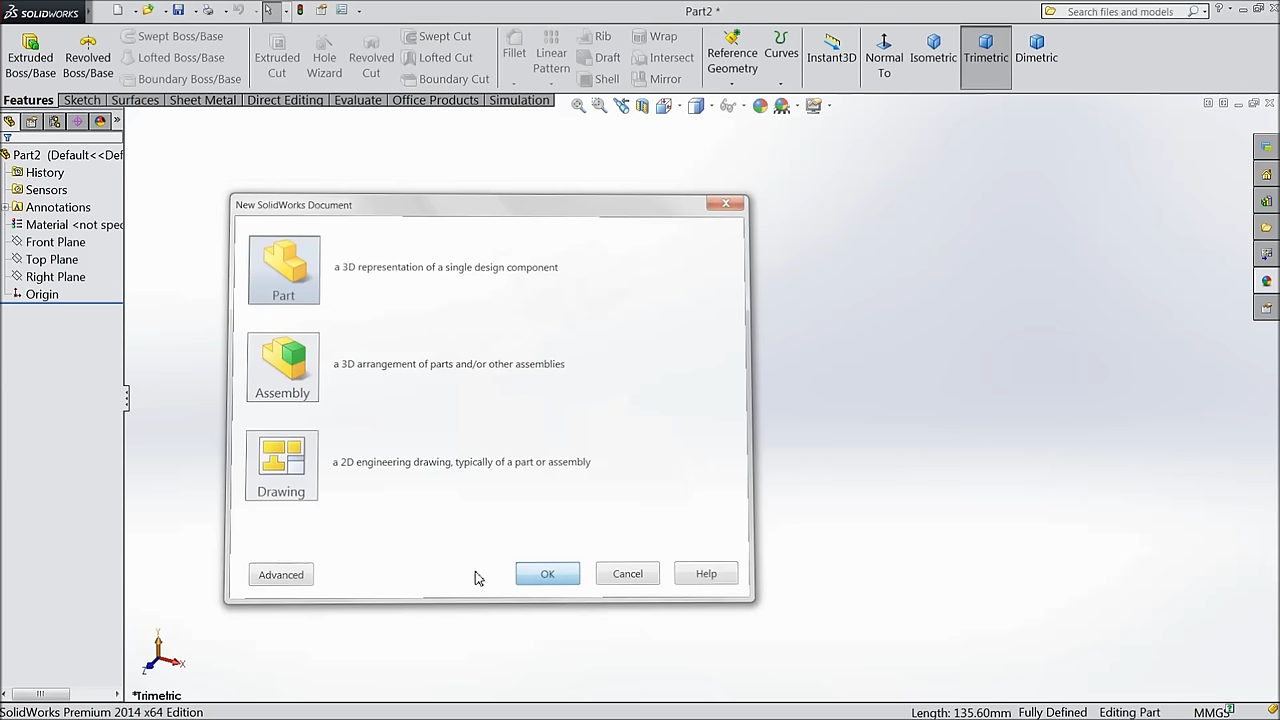 SOLIDWORKS
Part2 *
Search files and models
Extruded Boss/Base
Revolved Boss/Base
Swept Boss/Base
Lofted Boss/Base
Boundary Boss/Base
Extruded Cut
Hole Wizard
Revolved Cut
Swept Cut
Lofted Cut
Boundary Cut
Fillet
Linear Pattern
Rib
Draft
Shell
Wrap
Intersect
Mirror
Reference Geometry
Curves
Instant3D
Normal To
Isometric
Trimetric
Dimetric
Features Sketch Surfaces Sheet Metal Direct Editing Evaluate Office Products Simulation
Part2 (Default<<Def
History
Sensors
Annotations
Material <not spec
Front Plane
Top Plane
Right Plane
Origin
New SolidWorks Document
Part
a 3D representation of a single design component
Assembly
a 3D arrangement of parts and/or other assemblies
Drawing
a 2D engineering drawing, typically of a part or assembly
Advanced OK Cancel Help
Y
X
Z
*Trimetric
SolidWorks Premium 2014 x64 Edition
Length: 135.60mm Fully Defined Editing Part MMGS